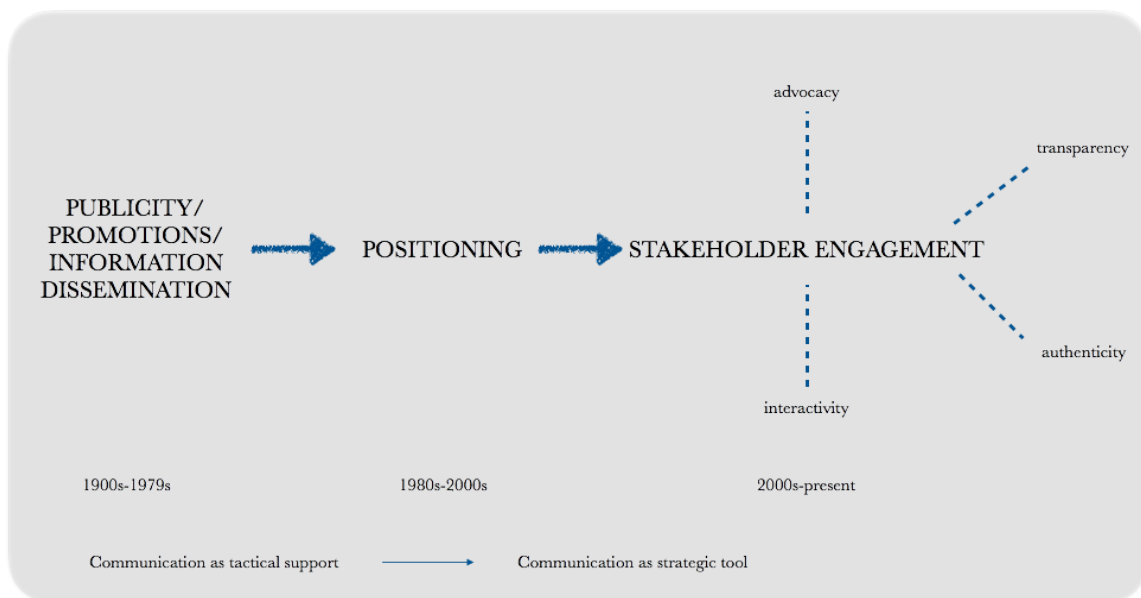 advocacy
transparency
PUBLICITY/
PROMOTIONS/
INFORMATION
DISSEMINATION
POSITIONING
STAKEHOLDER ENGAGEMENT
authenticity
interactivity
1900s-1979s
1980s-2000s
2000s-present
Communication as tactical support
Communication as strategic tool